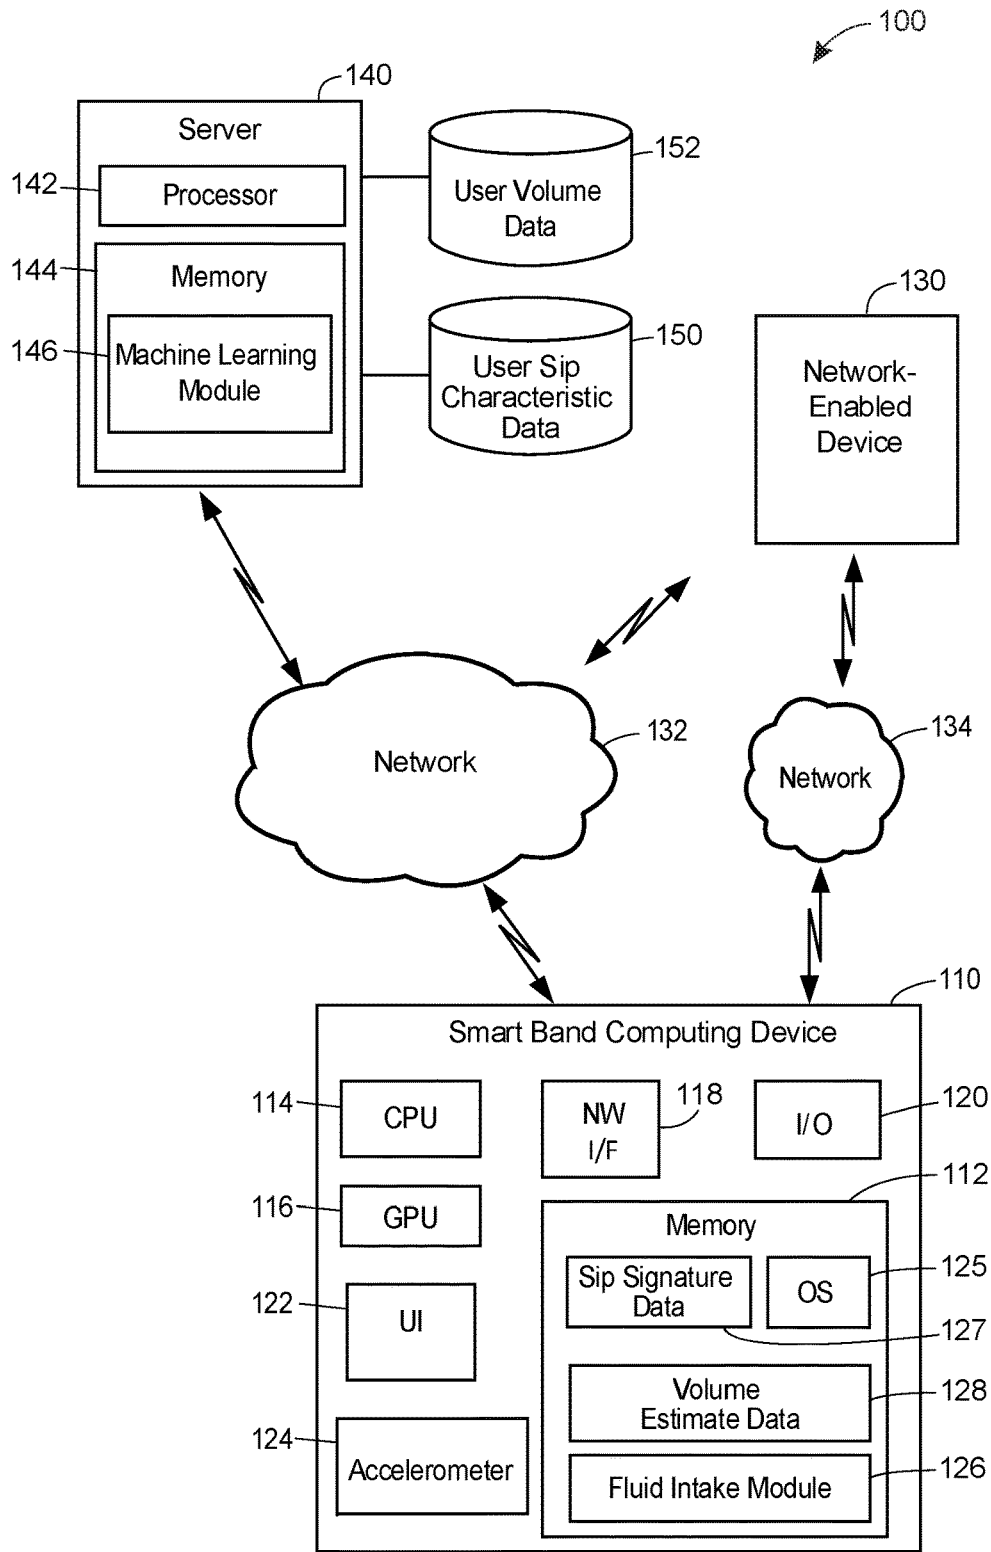 100
140
Server
142
Processor
144
Memory
146
Machine Learning
Module
152
User Volume
Data
150
User Sip
Characteristic
Data
130
Network-
Enabled
Device
Network
132
Network
134
110
Smart Band Computing Device
114
CPU
NW
I/F
118
I/O
120
116
GPU
112
Memory
Sip Signature
Data
OS
125
127
122
UI
Volume
Estimate Data
128
124
Accelerometer
Fluid Intake Module
126